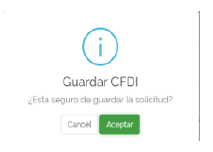 Guardar CFDI
¿Esta seguro de guardar la solicitud?
Cancel Aceptar